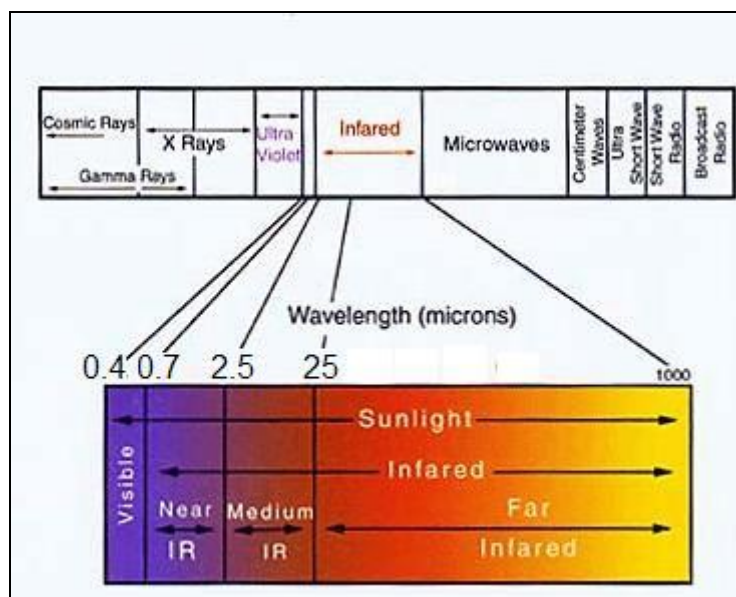 Cosmic Rays
X Rays
Gamma Rays
Ultra
Violet
Infared
Microwaves
Centimeter
Waves
Ultra
Short Wave
Short Wave
Radio
Broadcast
Radio
Wavelength (microns)
0.4 0.7 2.5 25 1000
Sunlight
Infared
Visible
Near
IR
Medium
IR
Far
Infared